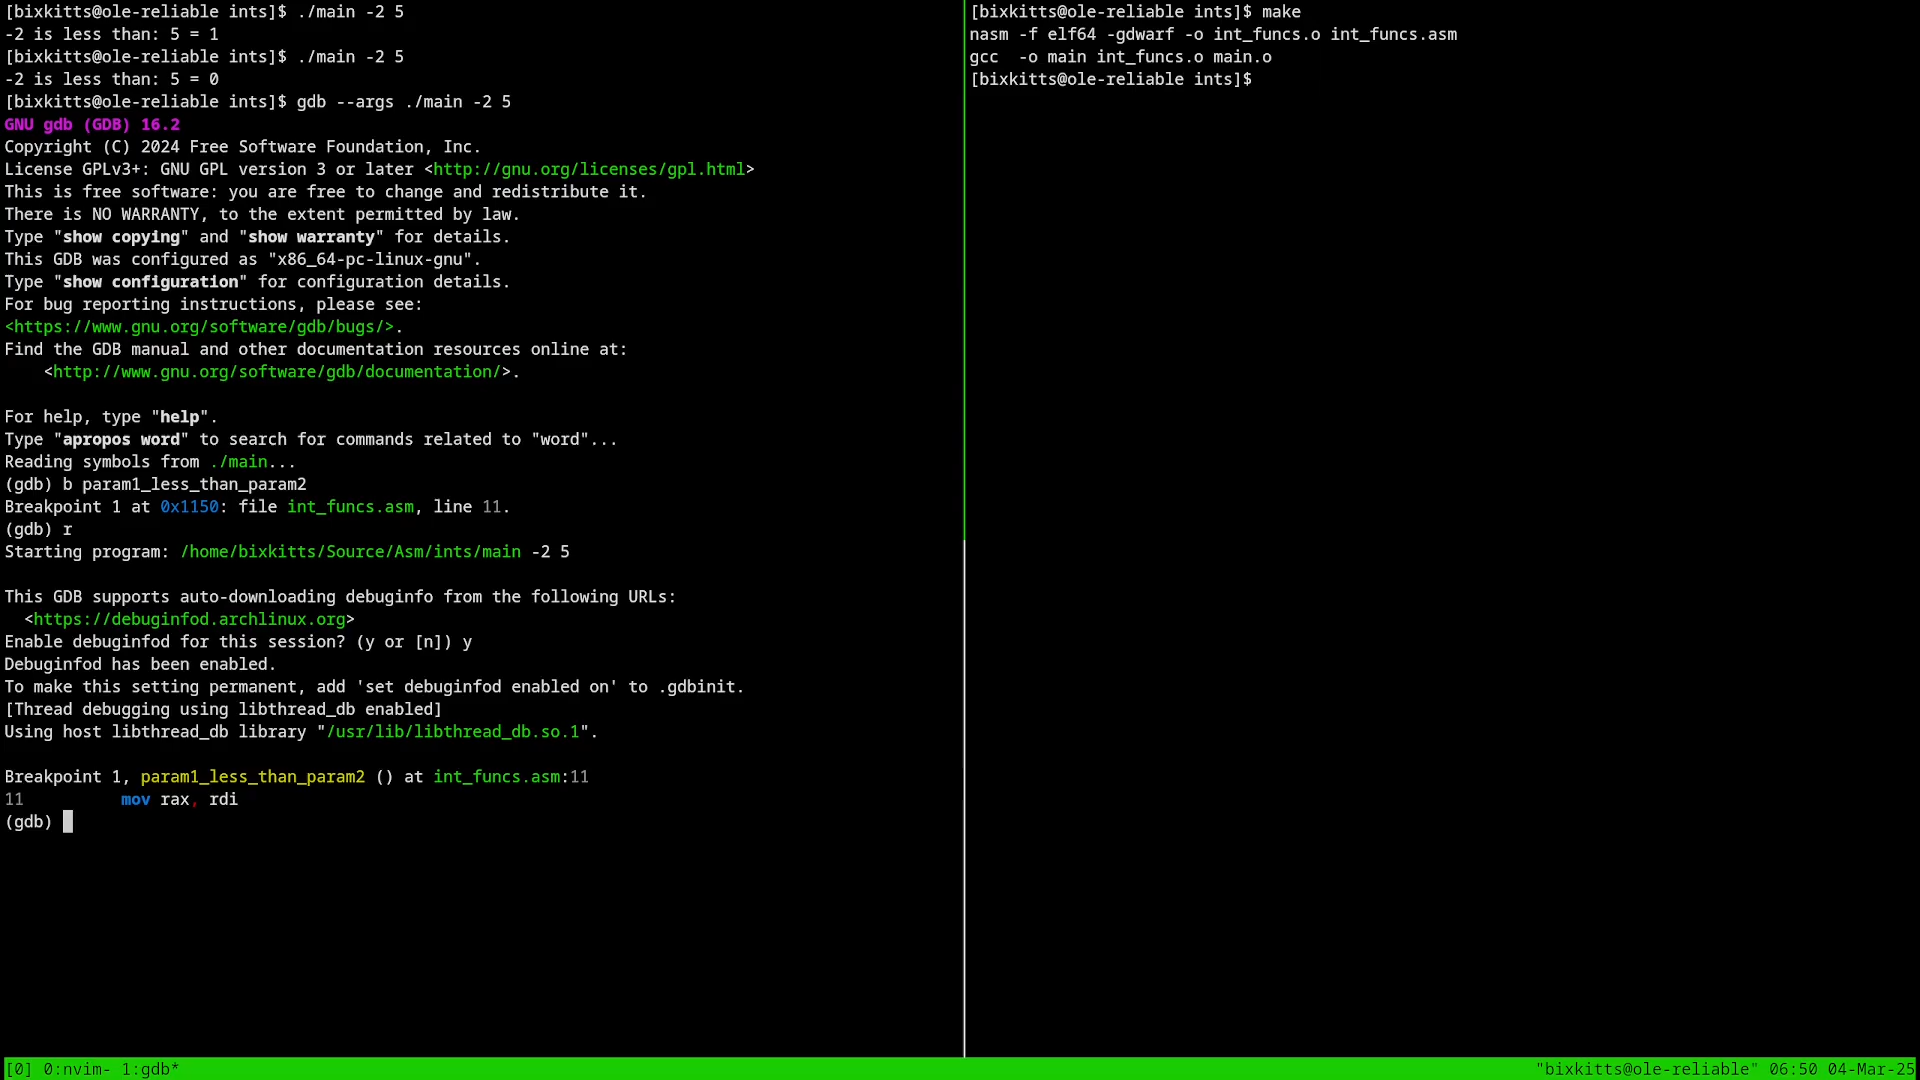 [bixkitts@ole-reliable ints]$ ./main -2 5
-2 is less than: 5 = 1
[bixkitts@ole-reliable ints]$ ./main -2 5
-2 is less than: 5 = 0
[bixkitts@ole-reliable ints]$ gdb --args ./main -2 5
GNU gdb (GDB) 16.2
Copyright (C) 2024 Free Software Foundation, Inc.
License GPLv3+: GNU GPL version 3 or later <http://gnu.org/licenses/gpl.html>
This is free software: you are free to change and redistribute it.
There is NO WARRANTY, to the extent permitted by law.
Type "show copying" and "show warranty" for details.
This GDB was configured as "x86_64-pc-linux-gnu".
Type "show configuration" for configuration details.
For bug reporting instructions, please see:
<https://www.gnu.org/software/gdb/bugs/>.
Find the GDB manual and other documentation resources online at:
    <http://www.gnu.org/software/gdb/documentation/>.

For help, type "help".
Type "apropos word" to search for commands related to "word"...
Reading symbols from ./main...
(gdb) b param1_less_than_param2
Breakpoint 1 at 0x1150: file int_funcs.asm, line 11.
(gdb) r
Starting program: /home/bixkitts/Source/Asm/ints/main -2 5

This GDB supports auto-downloading debuginfo from the following URLs:
  <https://debuginfod.archlinux.org>
Enable debuginfod for this session? (y or [n]) y
Debuginfod has been enabled.
To make this setting permanent, add 'set debuginfod enabled on' to .gdbinit.
[Thread debugging using libthread_db enabled]
Using host libthread_db library "/usr/lib/libthread_db.so.1".

Breakpoint 1, param1_less_than_param2 () at int_funcs.asm:11
11          mov rax, rdi
(gdb)
[bixkitts@ole-reliable ints]$ make
nasm -f elf64 -gdwarf -o int_funcs.o int_funcs.asm
gcc  -o main int_funcs.o main.o
[bixkitts@ole-reliable ints]$
[0] 0:nvim- 1:gdb*
"bixkitts@ole-reliable" 06:50 04-Mar-25